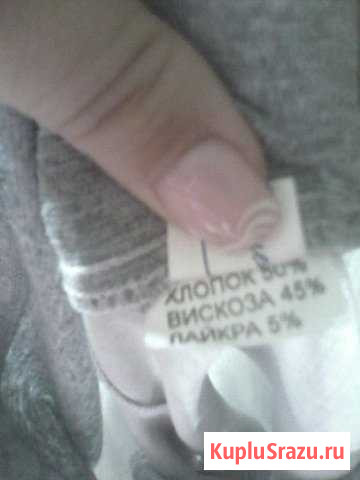 ХЛОПОК 50%
ВИСКОЗА 45%
ЛАЙКРА 5%
KupluSrazu.ru